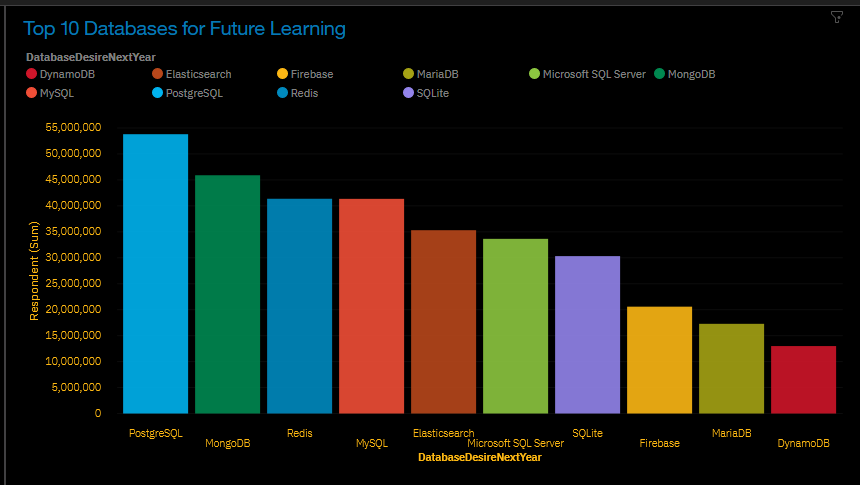 Top 10 Databases for Future Learning
DatabaseDesireNextYear
DynamoDB Elasticsearch Firebase MariaDB Microsoft SQL Server MongoDB
MySQL PostgreSQL Redis SQLite
55,000,000
50,000,000
45,000,000
40,000,000
35,000,000
30,000,000
25,000,000
20,000,000
15,000,000
10,000,000
5,000,000
0
Respondent (Sum)
PostgreSQL Redis Elasticsearch SQLite MariaDB
MongoDB MySQL Microsoft SQL Server Firebase DynamoDB
DatabaseDesireNextYear